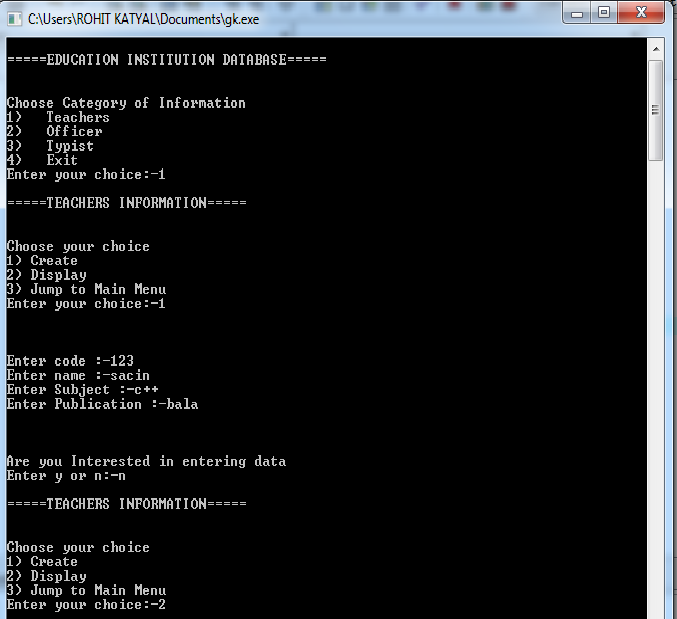 C:\Users\ROHIT KATYAL\Documents\gk.exe
=====EDUCATION INSTITUTION DATABASE=====
Choose Category of Information
1) Teachers
2) Officer
3) Typist
4) Exit
Enter your choice:-1
=====TEACHERS INFORMATION=====
Choose your choice
1) Create
2) Display
3) Jump to Main Menu
Enter your choice:-1
Enter code :-123
Enter name :-sacin
Enter Subject :-c++
Enter Publication :-bala
Are you Interested in entering data
Enter y or n:-n
=====TEACHERS INFORMATION=====
Choose your choice
1) Create
2) Display
3) Jump to Main Menu
Enter your choice:-2